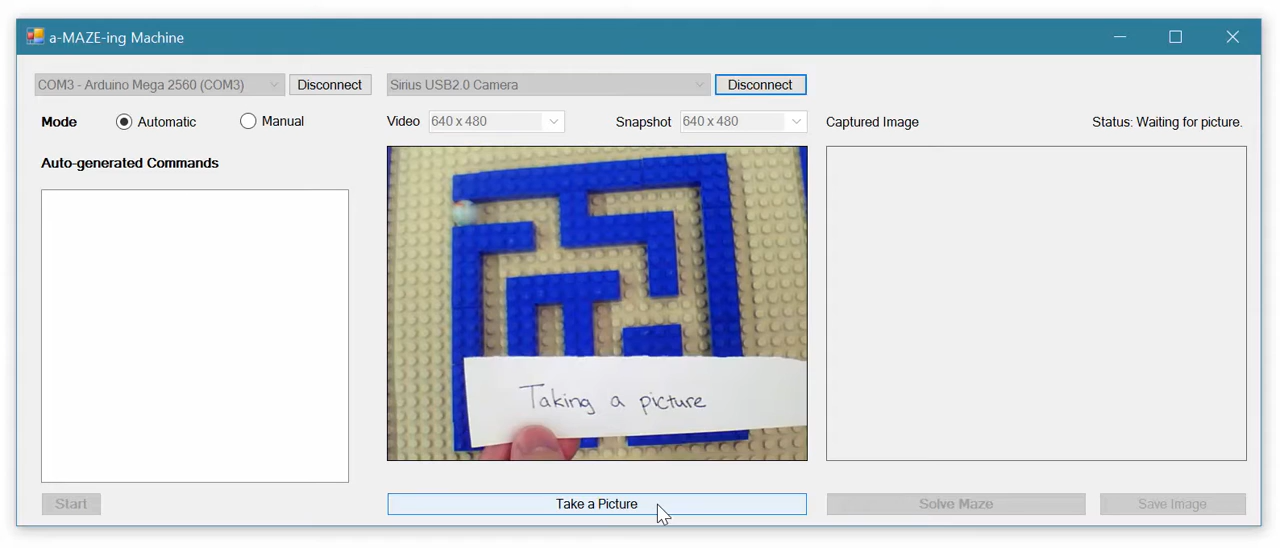 a-MAZE-ing Machine
COM3 - Arduino Mega 2560 (COM3)
Disconnect
Sirius USB2.0 Camera
Disconnect
Mode
Automatic
Manual
Video
640 x 480
Snapshot
640 x 480
Captured Image
Status: Waiting for picture.
Auto-generated Commands
Taking a picture
Start
Take a Picture
Solve Maze
Save Image